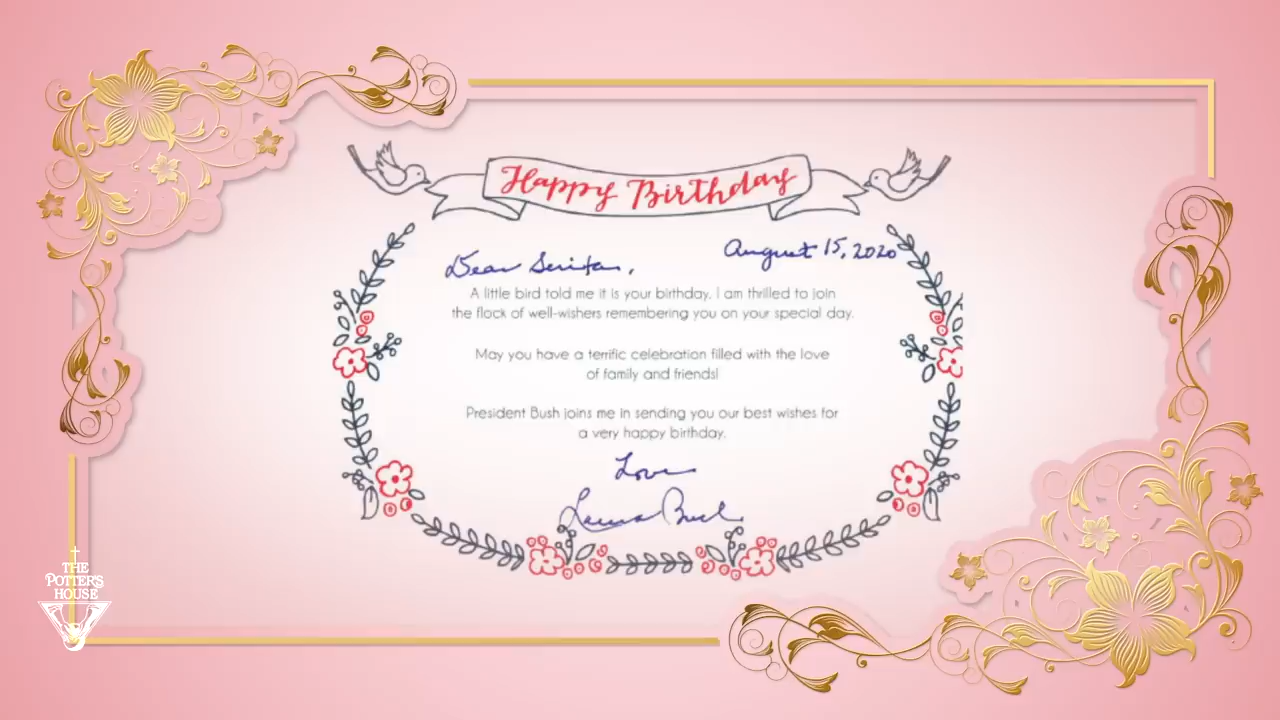 Happy Birthday
August 15, 2020
Dear Serita,
A little bird told me it is your birthday. I am thrilled to join
the flock of well-wishers remembering you on your special day.
May you have a terrific celebration filled with the love
of family and friends!
President Bush joins me in sending you our best wishes for
a very happy birthday.
Love
Laura Bush
THE
POTTER'S
HOUSE